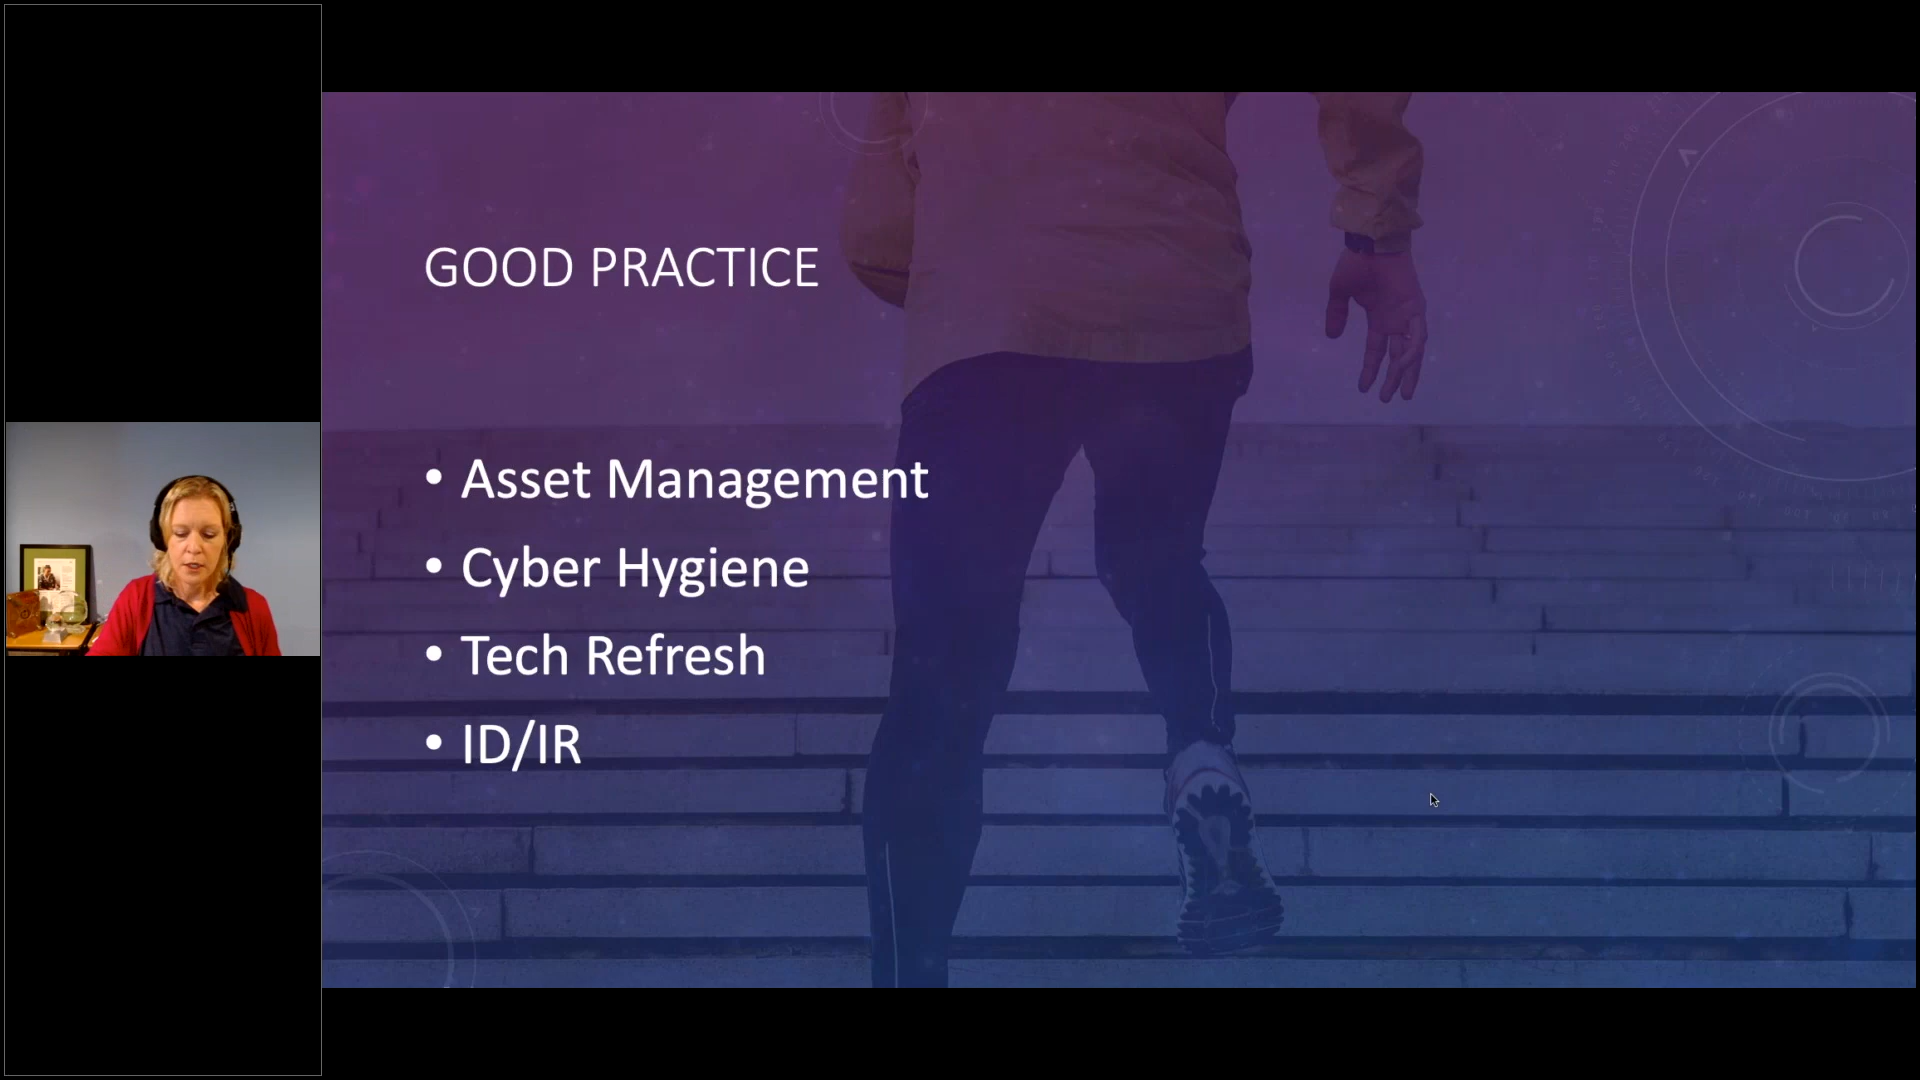 GOOD PRACTICE
• Asset Management
• Cyber Hygiene
• Tech Refresh
• ID/IR